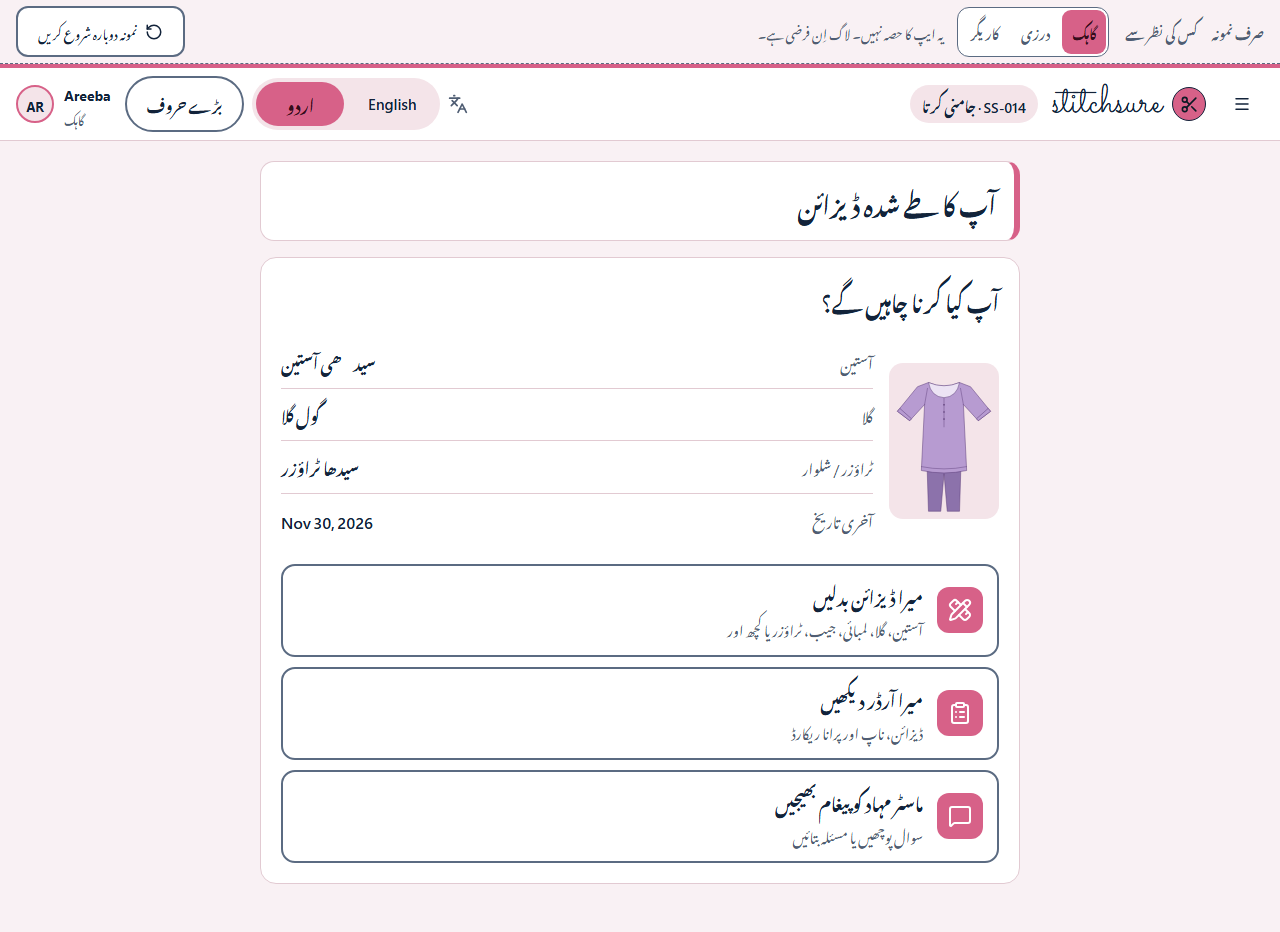 صرف نمونہ کس کی نظر سے گاہک درزی کاریگر یہ ایپ کا حصہ نہیں۔ لاگ اِن فرضی ہے۔ نمونہ دوبارہ شروع کریں
stitchsure SS-014 · جامنی کرتا English اردو بڑے حروف Areeba AR
گاہک
آپ کا طے شدہ ڈیزائن
آپ کیا کرنا چاہیں گے؟
آستین سیدھی آستین
گلا گول گلا
ٹراؤزر / شلوار سیدھا ٹراؤزر
آخری تاریخ Nov 30, 2026
میرا ڈیزائن بدلیں
آستین، گلا، لمبائی، جیب، ٹراؤزر یا کچھ اور
میرا آرڈر دیکھیں
ڈیزائن، ناپ اور پرانا ریکارڈ
ماسٹر مہاد کو پیغام بھیجیں
سوال پوچھیں یا مسئلہ بتائیں